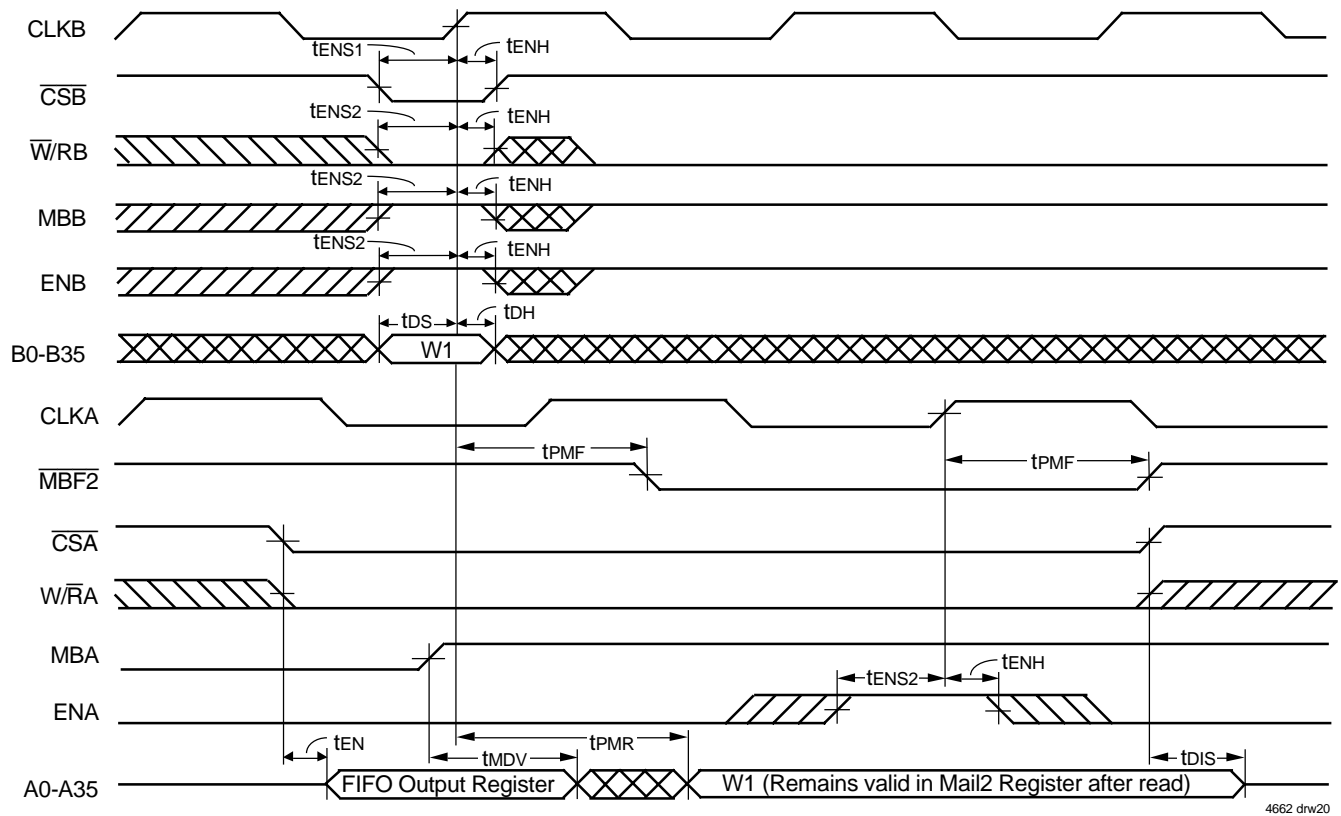 CLKB
tENS1 tENH
CSB
tENS2 tENH
W/RB
tENS2 tENH
MBB
tENS2 tENH
ENB
tDS tDH
B0-B35 W1
CLKA
tPMF tPMF
MBF2
CSA
W/RA
MBA
tENS2 tENH
ENA
tEN tMDV tPMR tDIS
A0-A35 FIFO Output Register W1 (Remains valid in Mail2 Register after read)
4662 drw20